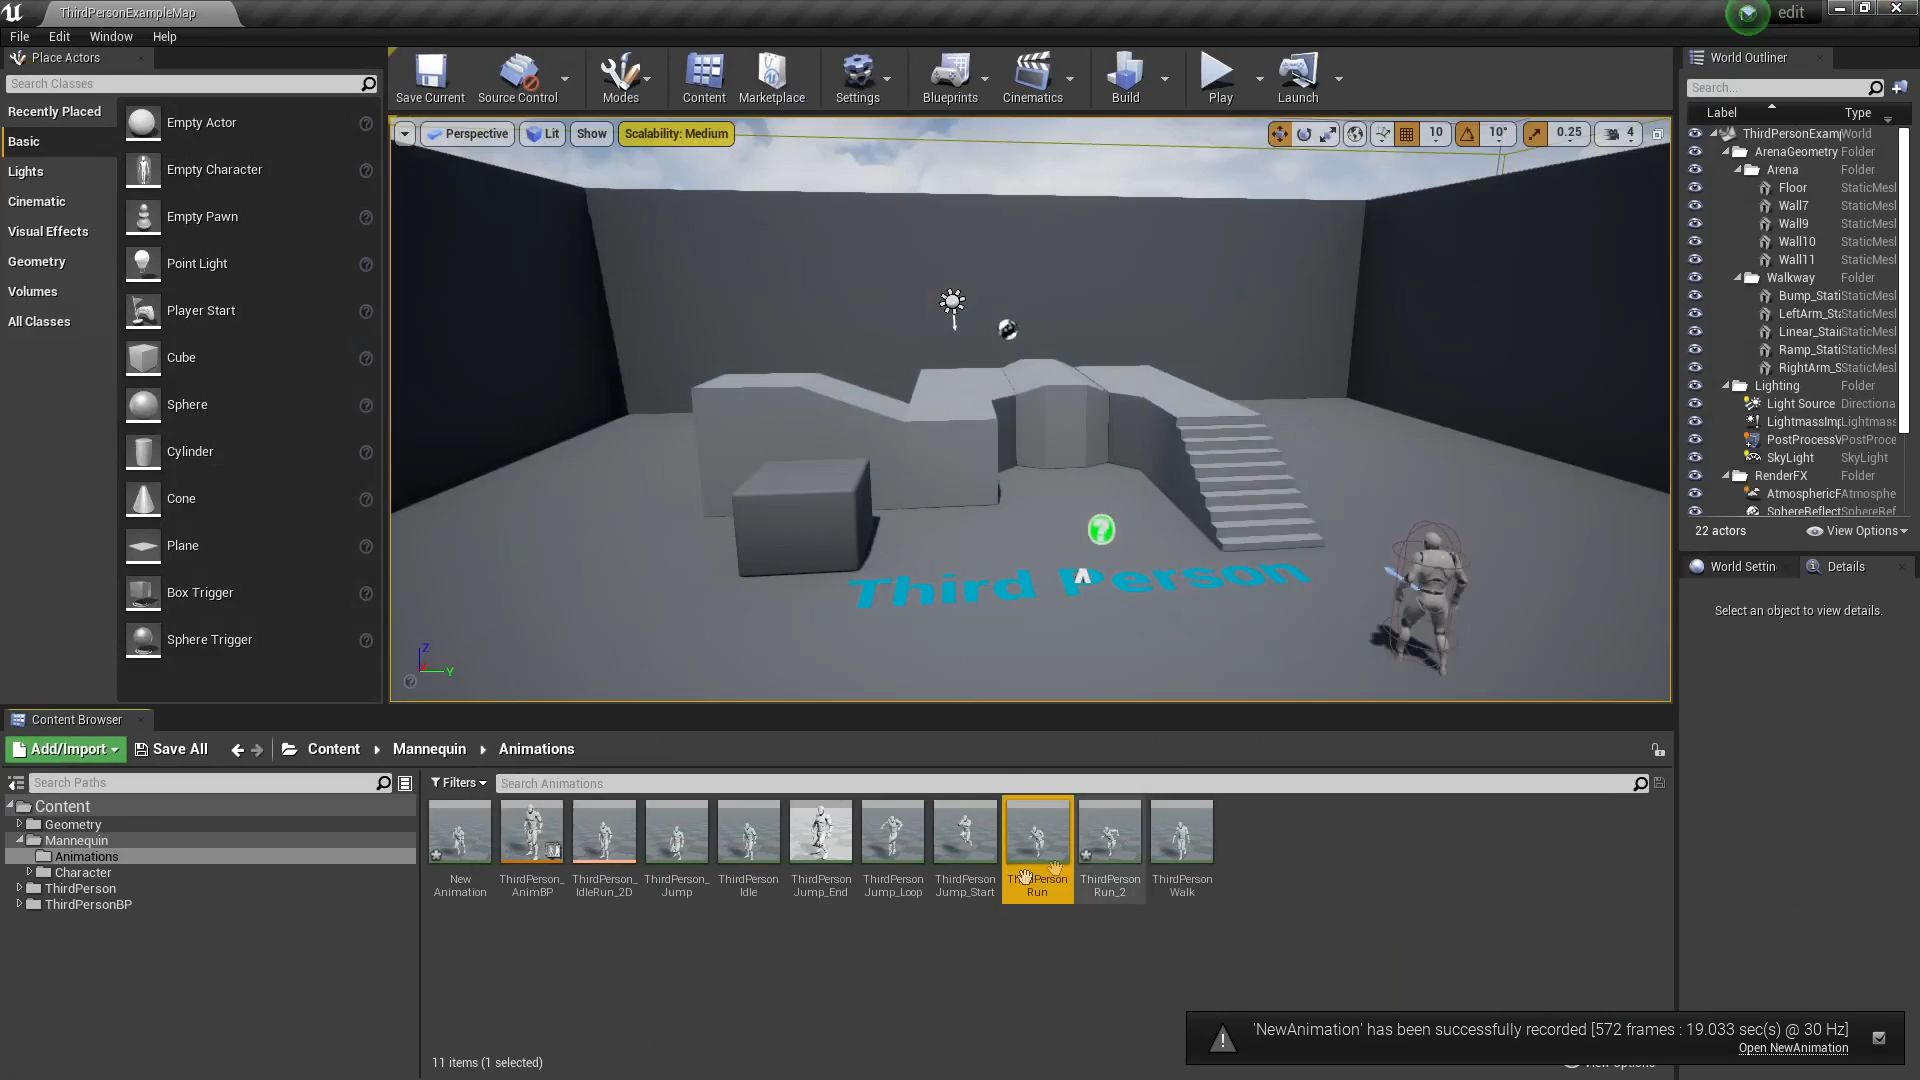 ThirdPersonExampleMap
edit
File Edit Window Help
Place Actors
Search Classes
Recently Placed
Basic
Lights
Cinematic
Visual Effects
Geometry
Volumes
All Classes
Empty Actor
Empty Character
Empty Pawn
Point Light
Player Start
Cube
Sphere
Cylinder
Cone
Plane
Box Trigger
Sphere Trigger
Save Current
Source Control
Modes
Content
Marketplace
Settings
Blueprints
Cinematics
Build
Play
Launch
Perspective
Lit
Show
Scalability: Medium
10
10°
0.25
4
Third Person
Z
Y
World Outliner
Search...
Label Type
ThirdPersonExam World
ArenaGeometry Folder
Arena Folder
Floor StaticMesl
Wall7 StaticMesl
Wall9 StaticMesl
Wall10 StaticMesl
Wall11 StaticMesl
Walkway Folder
Bump_Stati StaticMesl
LeftArm_Sta StaticMesl
Linear_Stai StaticMesl
Ramp_Stati StaticMesl
RightArm_S StaticMesl
Lighting Folder
Light Source Directiona
LightmassImp Lightmass
PostProcessV PostProce
SkyLight SkyLight
RenderFX Folder
AtmosphericF Atmosphe
SphereReflect SphereRef
22 actors
View Options
World Settin
Details
Select an object to view details.
Content Browser
Add/Import
Save All
Content
Mannequin
Animations
Search Paths
Content
Geometry
Mannequin
Animations
Character
ThirdPerson
ThirdPersonBP
Filters
Search Animations
New
Animation
ThirdPerson_
AnimBP
ThirdPerson_
IdleRun_2D
ThirdPerson_
Jump
ThirdPerson
Idle
ThirdPerson
Jump_End
ThirdPerson
Jump_Loop
ThirdPerson
Jump_Start
ThirdPerson
Run
ThirdPerson
Run_2
ThirdPerson
Walk
11 items (1 selected)
'NewAnimation' has been successfully recorded [572 frames : 19.033 sec(s) @ 30 Hz]
Open NewAnimation